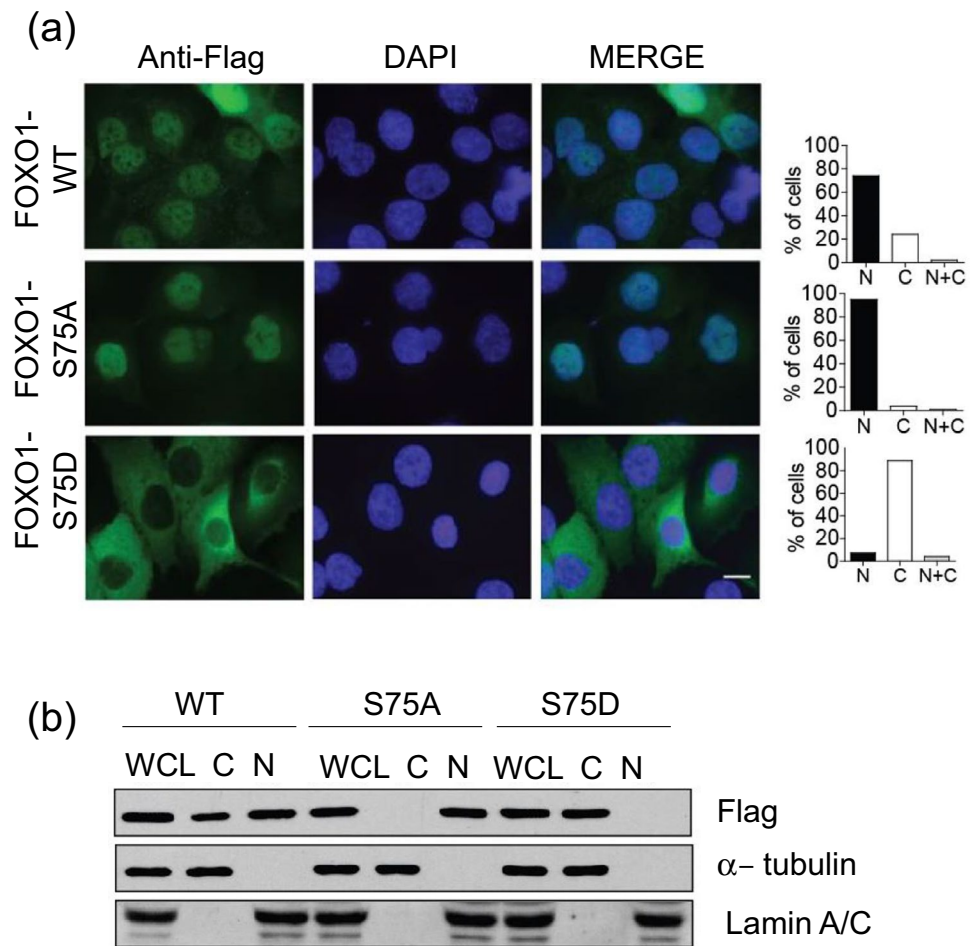 (a)
Anti-Flag DAPI MERGE
FOXO1-
WT
% of cells
100
80
60
40
20
0
N C N+C
FOXO1-
S75A
% of cells
100
80
60
40
20
0
N C N+C
FOXO1-
S75D
% of cells
100
80
60
40
20
0
N C N+C
(b)
WT S75A S75D
WCL C N WCL C N WCL C N
Flag
α– tubulin
Lamin A/C